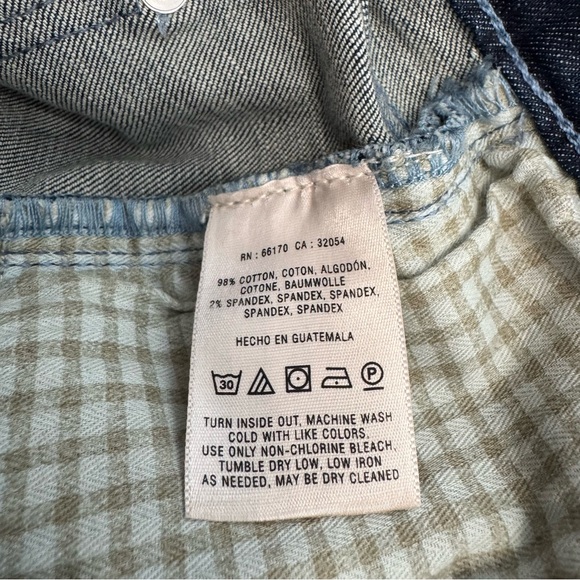 RN : 66170 CA : 32054
98% COTTON, COTON, ALGODÓN,
COTONE, BAUMWOLLE
2% SPANDEX, SPANDEX, SPANDEX,
SPANDEX, SPANDEX
HECHO EN GUATEMALA
30 P
TURN INSIDE OUT, MACHINE WASH
COLD WITH LIKE COLORS.
USE ONLY NON-CHLORINE BLEACH.
TUMBLE DRY LOW, LOW IRON
AS NEEDED, MAY BE DRY CLEANED